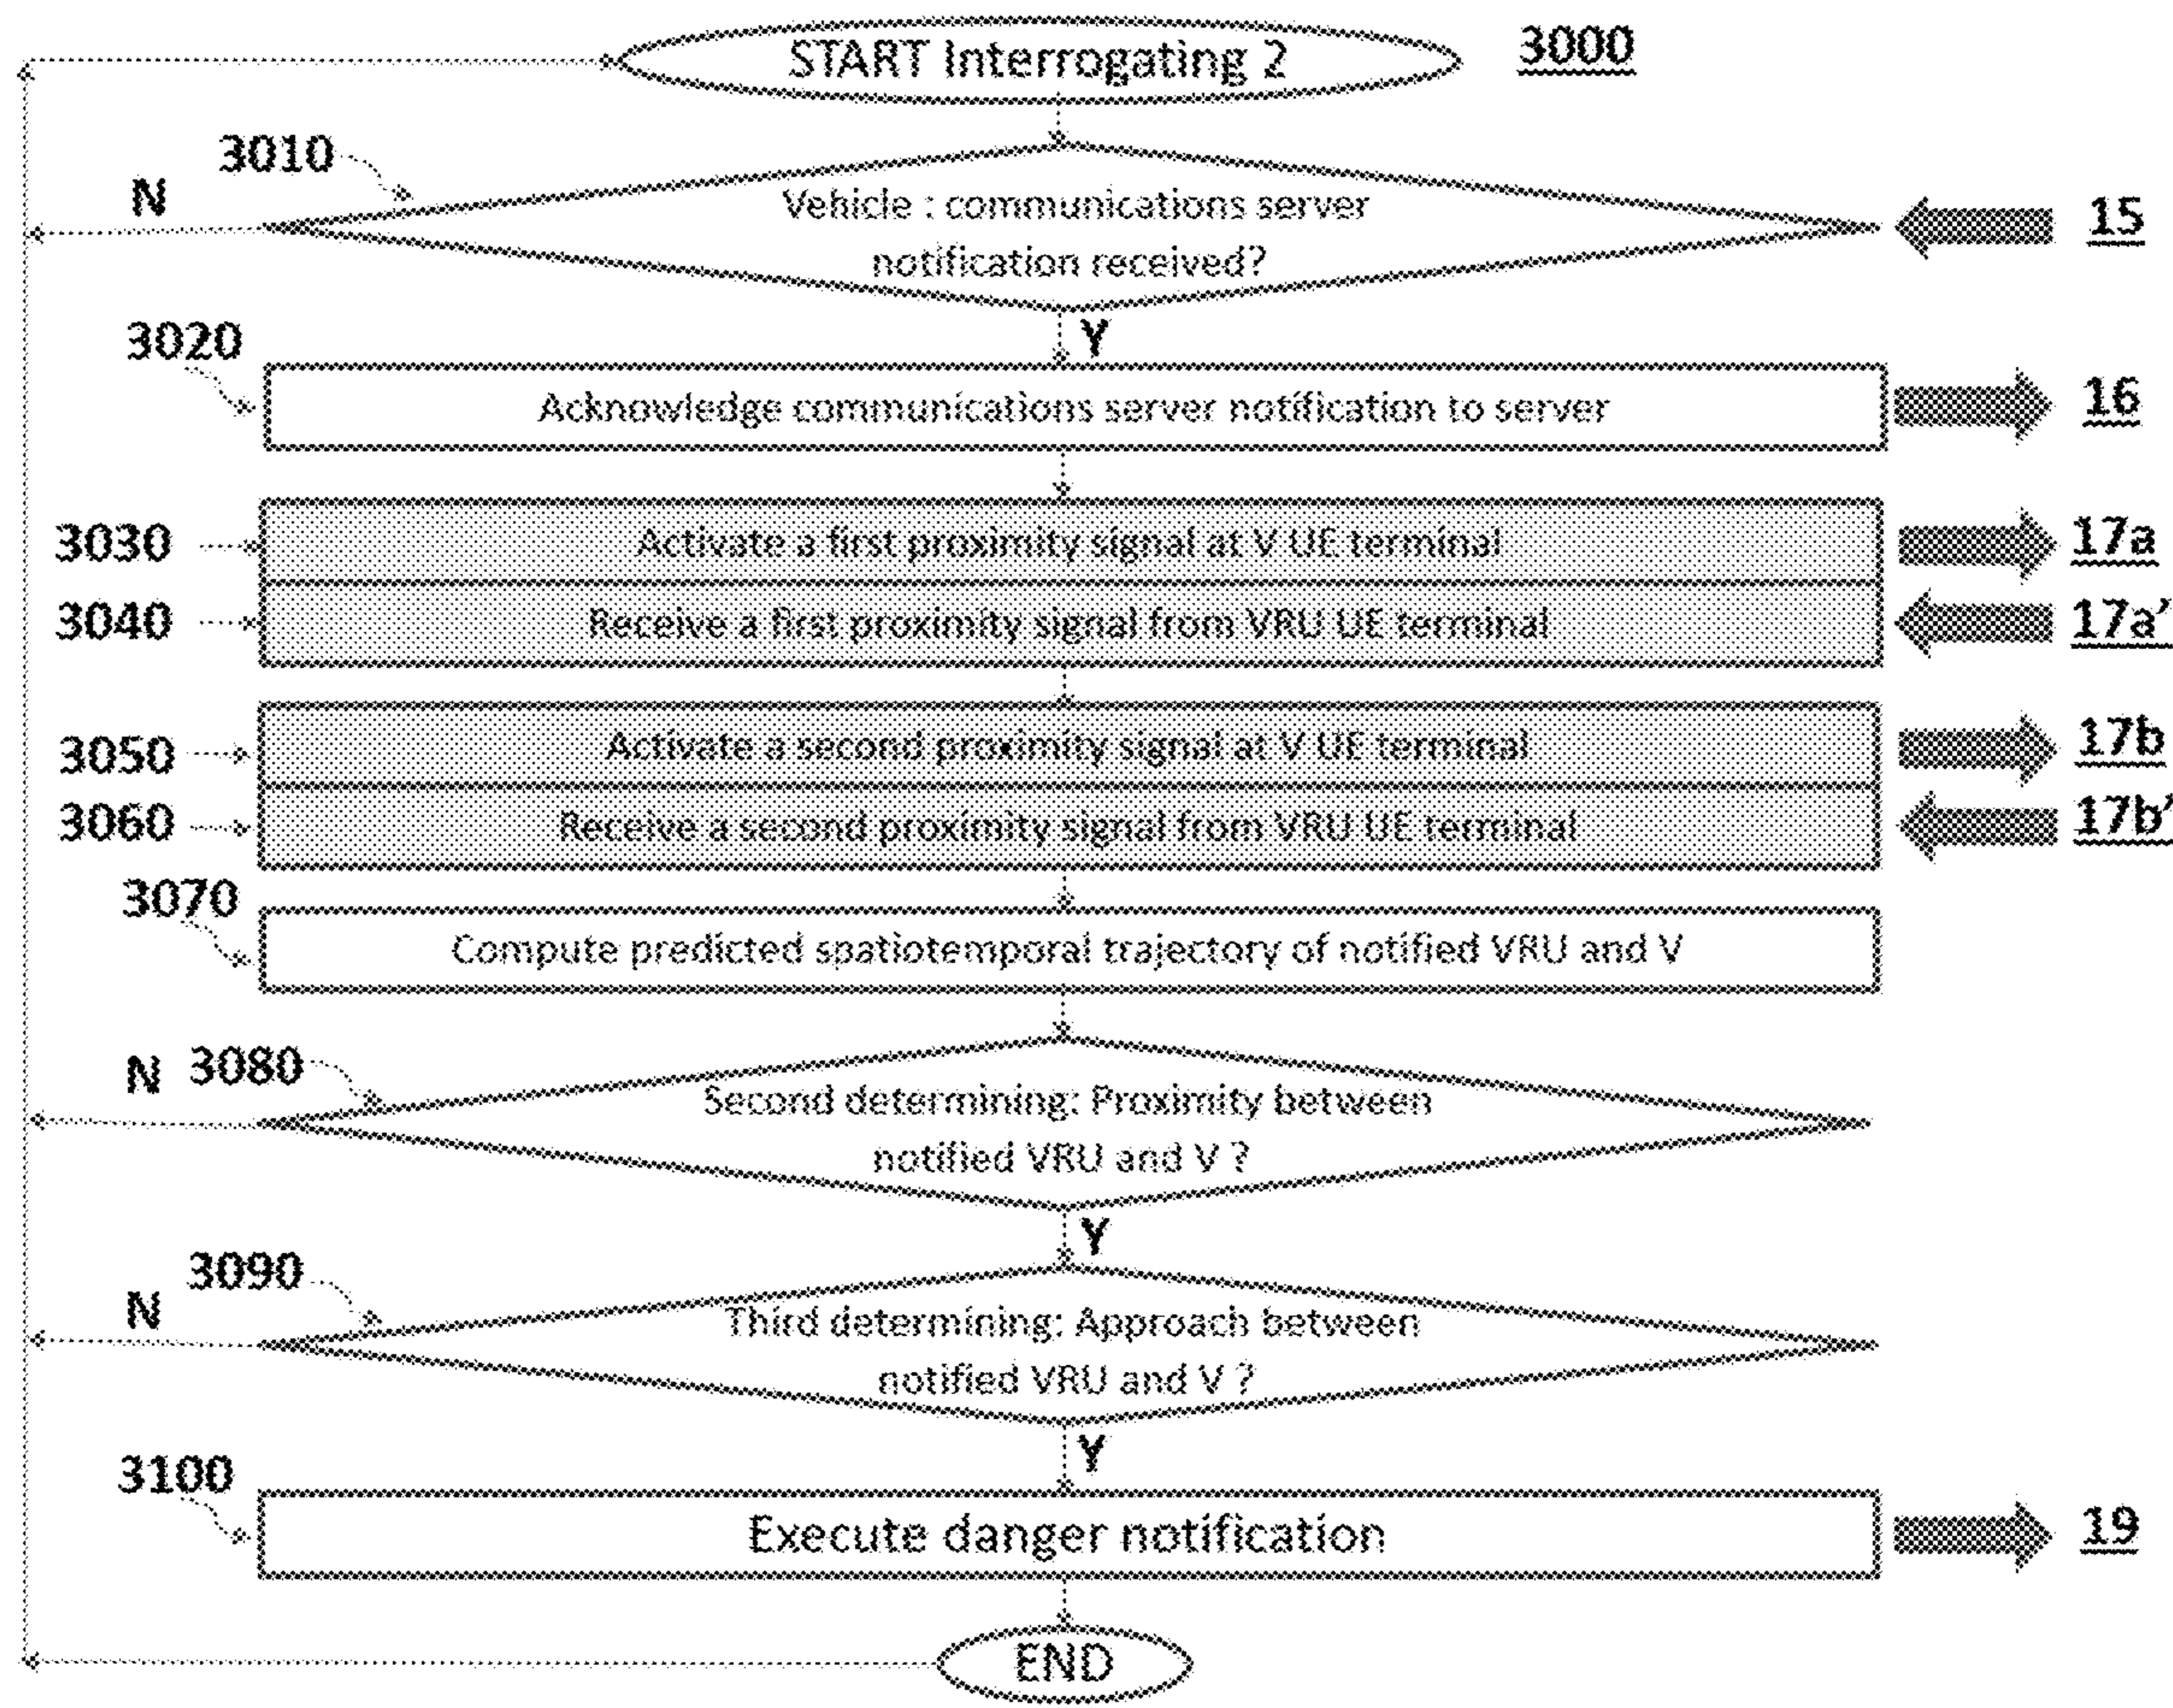 START Interrogating 2
3000
3010
N
Vehicle : communications server
notification received?
15
Y
3020
Acknowledge communications server notification to server
16
3030
Activate a first proximity signal at V UE terminal
17a
3040
Receive a first proximity signal from VRU UE terminal
17a'
3050
Activate a second proximity signal at V UE terminal
17b
3060
Receive a second proximity signal from VRU UE terminal
17b'
3070
Compute predicted spatiotemporal trajectory of notified VRU and V
N
3080
Second determining: Proximity between
notified VRU and V ?
Y
3090
N
Third determining: Approach between
notified VRU and V ?
Y
3100
Execute danger notification
19
END